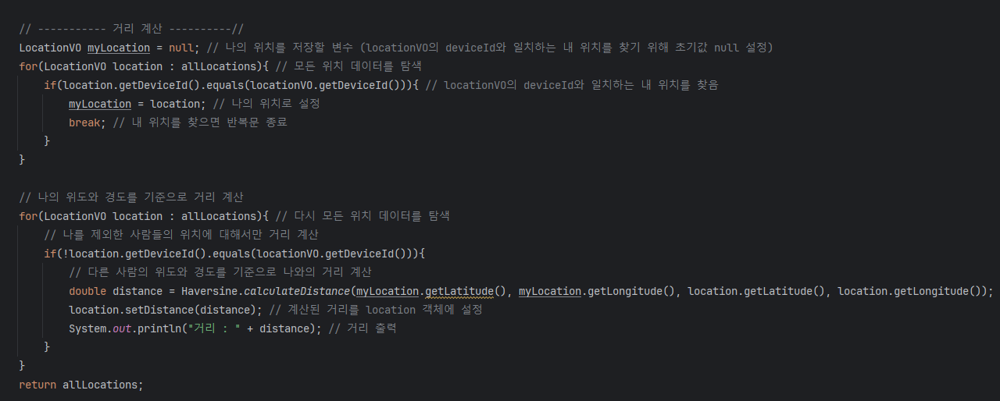 // ----------- 거리 계산 ----------//
LocationVO myLocation = null; // 나의 위치를 저장할 변수 (locationVO의 deviceId와 일치하는 내 위치를 찾기 위해 초기값 null 설정)
for(LocationVO location : allLocations){ // 모든 위치 데이터를 탐색
if(location.getDeviceId().equals(locationVO.getDeviceId())){ // locationVO의 deviceId와 일치하는 내 위치를 찾음
myLocation = location; // 나의 위치로 설정
break; // 내 위치를 찾으면 반복문 종료
}
}
// 나의 위도와 경도를 기준으로 거리 계산
for(LocationVO location : allLocations){ // 다시 모든 위치 데이터를 탐색
// 나를 제외한 사람들의 위치에 대해서만 거리 계산
if(!location.getDeviceId().equals(locationVO.getDeviceId())){
// 다른 사람의 위도와 경도를 기준으로 나와의 거리 계산
double distance = Haversine.calculateDistance(myLocation.getLatitude(), myLocation.getLongitude(), location.getLatitude(), location.getLongitude());
location.setDistance(distance); // 계산된 거리를 location 객체에 설정
System.out.println("거리 : " + distance); // 거리 출력
}
}
return allLocations;